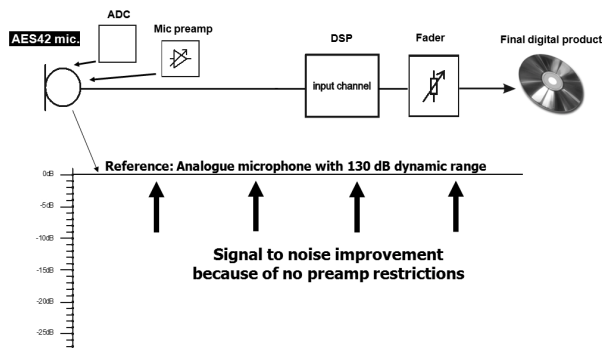 ADC
AES42 mic.
Mic preamp
DSP
Fader
Final digital product
input channel
Reference: Analogue microphone with 130 dB dynamic range
0dB
-5dB
-10dB
-15dB
-20dB
-25dB
Signal to noise improvement
because of no preamp restrictions